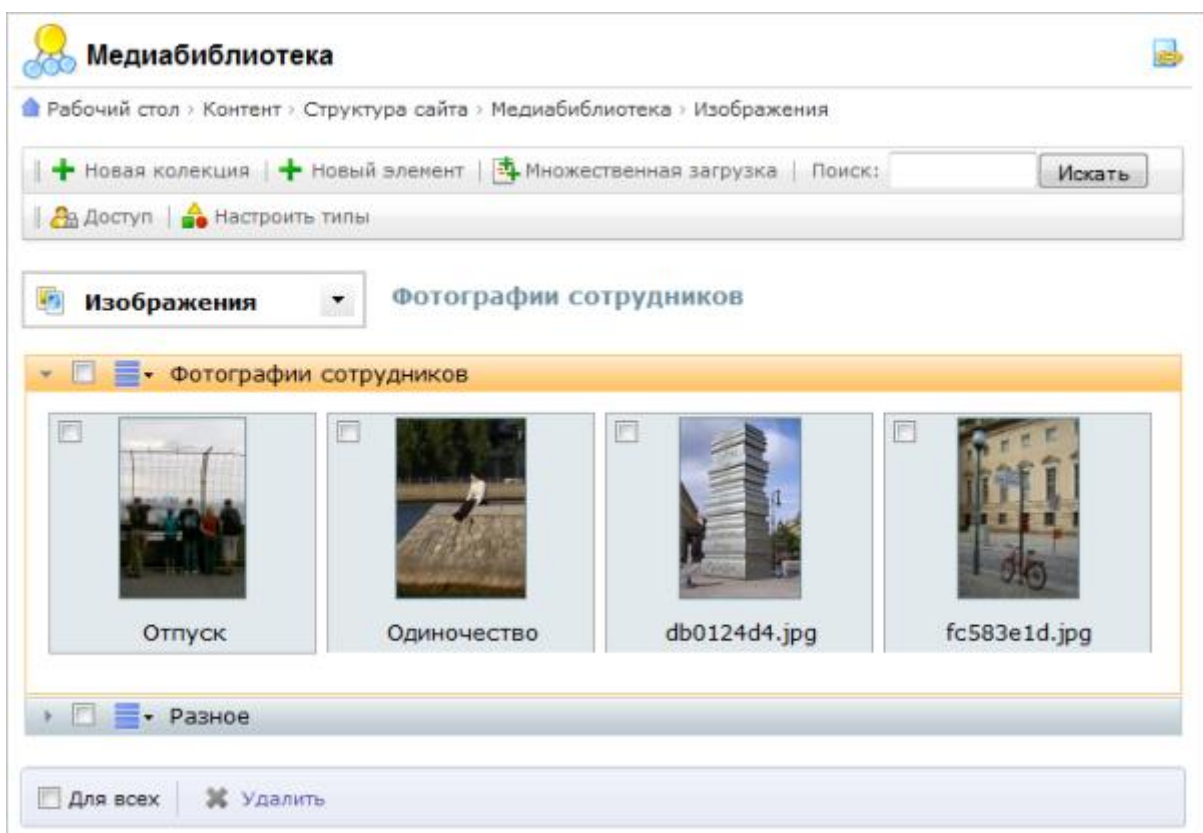 Медиабиблиотека
Рабочий стол › Контент › Структура сайта › Медиабиблиотека › Изображения
Новая колекция | Новый элемент | Множественная загрузка | Поиск: Искать
Доступ | Настроить типы
Изображения Фотографии сотрудников
Фотографии сотрудников
Отпуск Одиночество db0124d4.jpg fc583e1d.jpg
Разное
Для всех Удалить